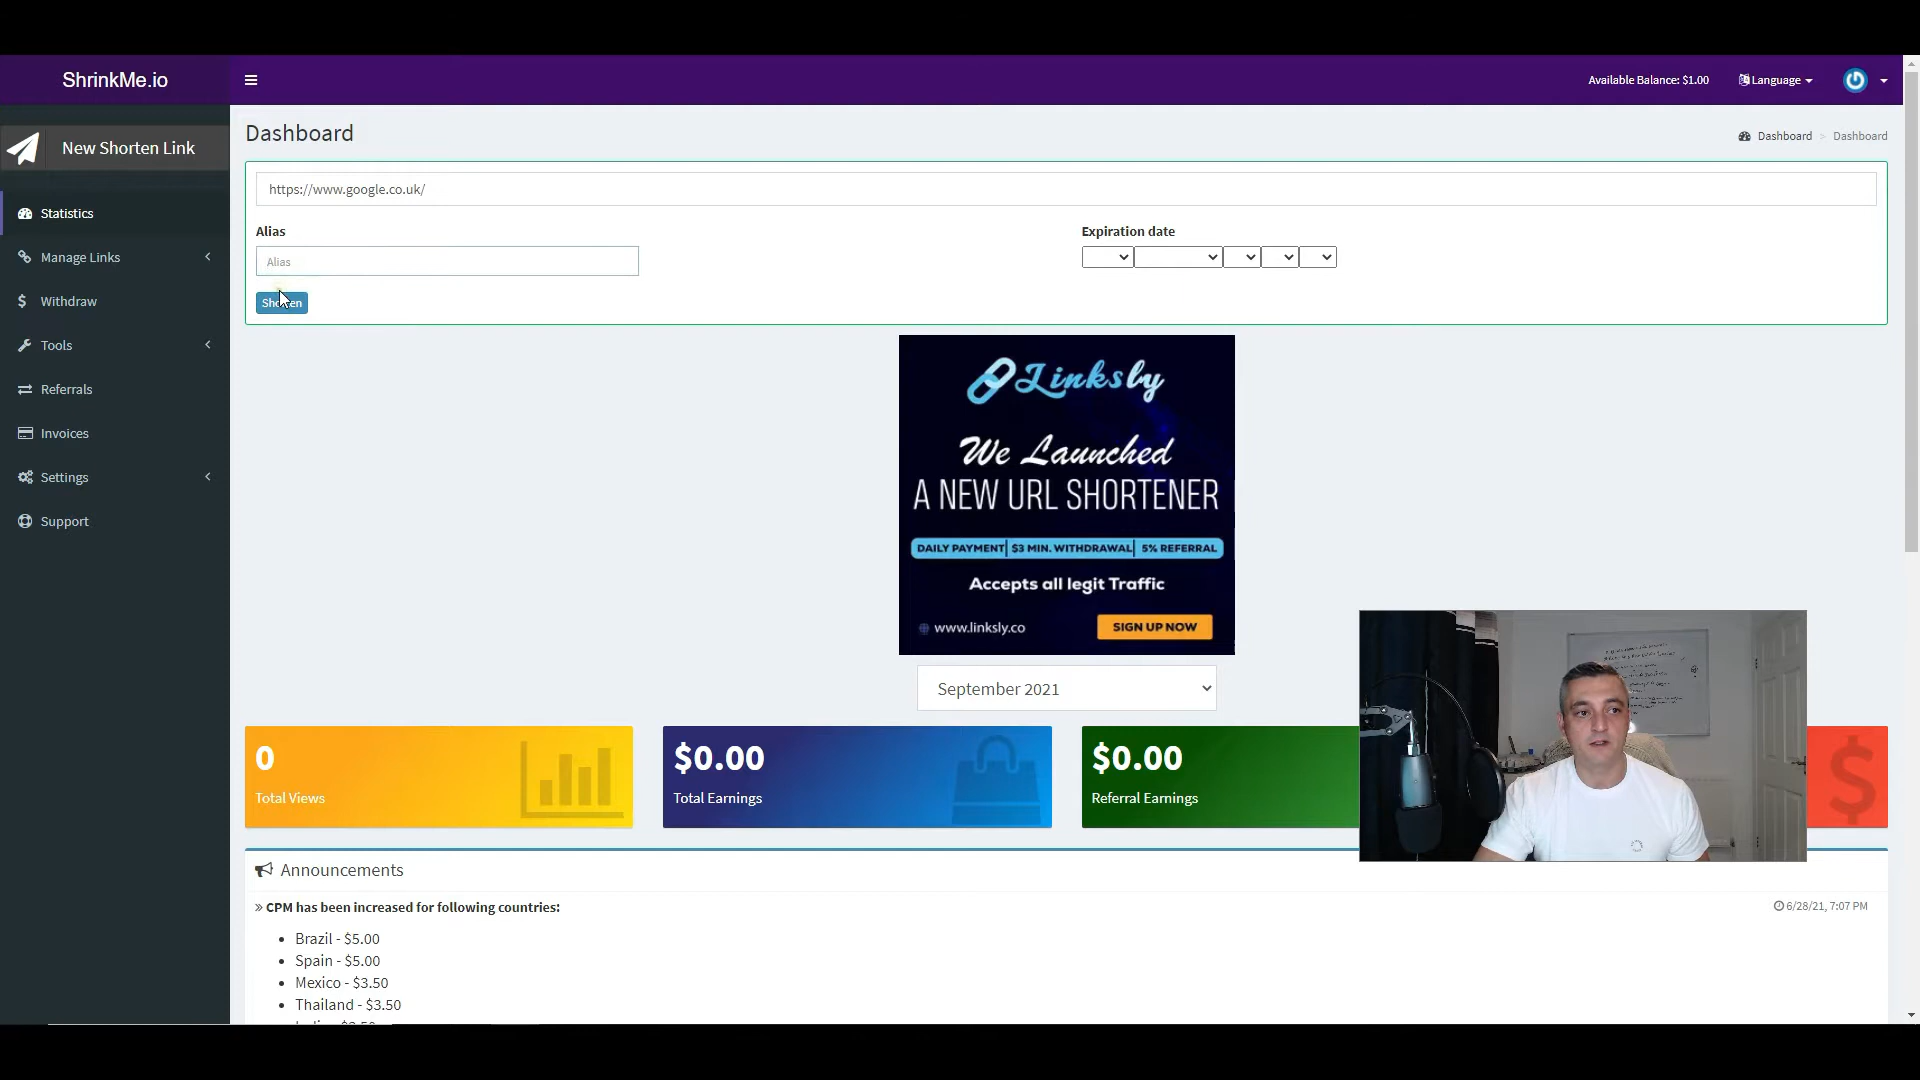 ShrinkMe.io
Available Balance: $1.00
Language
New Shorten Link
Dashboard
Dashboard > Dashboard
https://www.google.co.uk/
Statistics
Alias
Expiration date
Manage Links
Alias
Withdraw
Shorten
Tools
Linksly
Referrals
We Launched
Invoices
A NEW URL SHORTENER
Settings
Support
DAILY PAYMENT| $3 MIN. WITHDRAWAL| 5% REFERRAL
Accepts all legit Traffic
www.linksly.co
SIGN UP NOW
September 2021
0
Total Views
$0.00
Total Earnings
$0.00
Referral Earnings
Announcements
» CPM has been increased for following countries:
6/28/21, 7:07 PM
Brazil - $5.00
Spain - $5.00
Mexico - $3.50
Thailand - $3.50